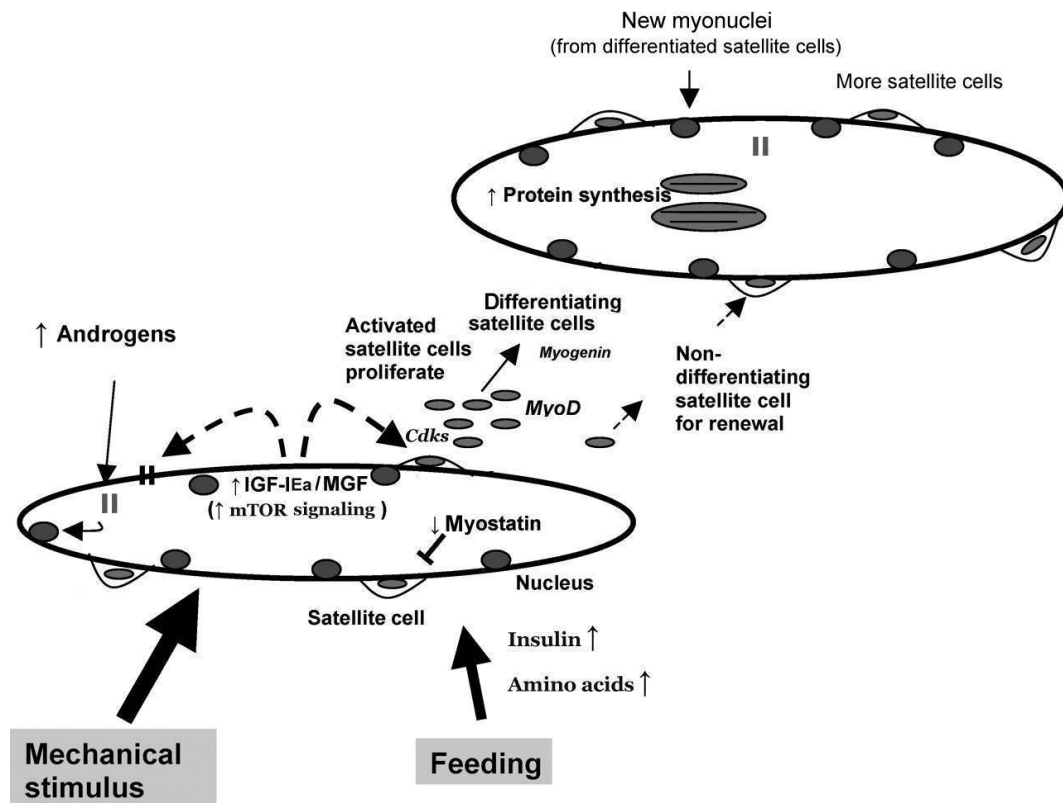 New myonuclei
(from differentiated satellite cells)
More satellite cells
II
↑ Protein synthesis
Differentiating
satellite cells
Myogenin
Activated
satellite cells
proliferate
↑ Androgens
Non-
differentiating
satellite cell
for renewal
MyoD
Cdks
II
II
↑ IGF-IEa/MGF
(↑ mTOR signaling )
↓ Myostatin
Nucleus
Satellite cell
Insulin ↑
Amino acids ↑
Mechanical
stimulus
Feeding